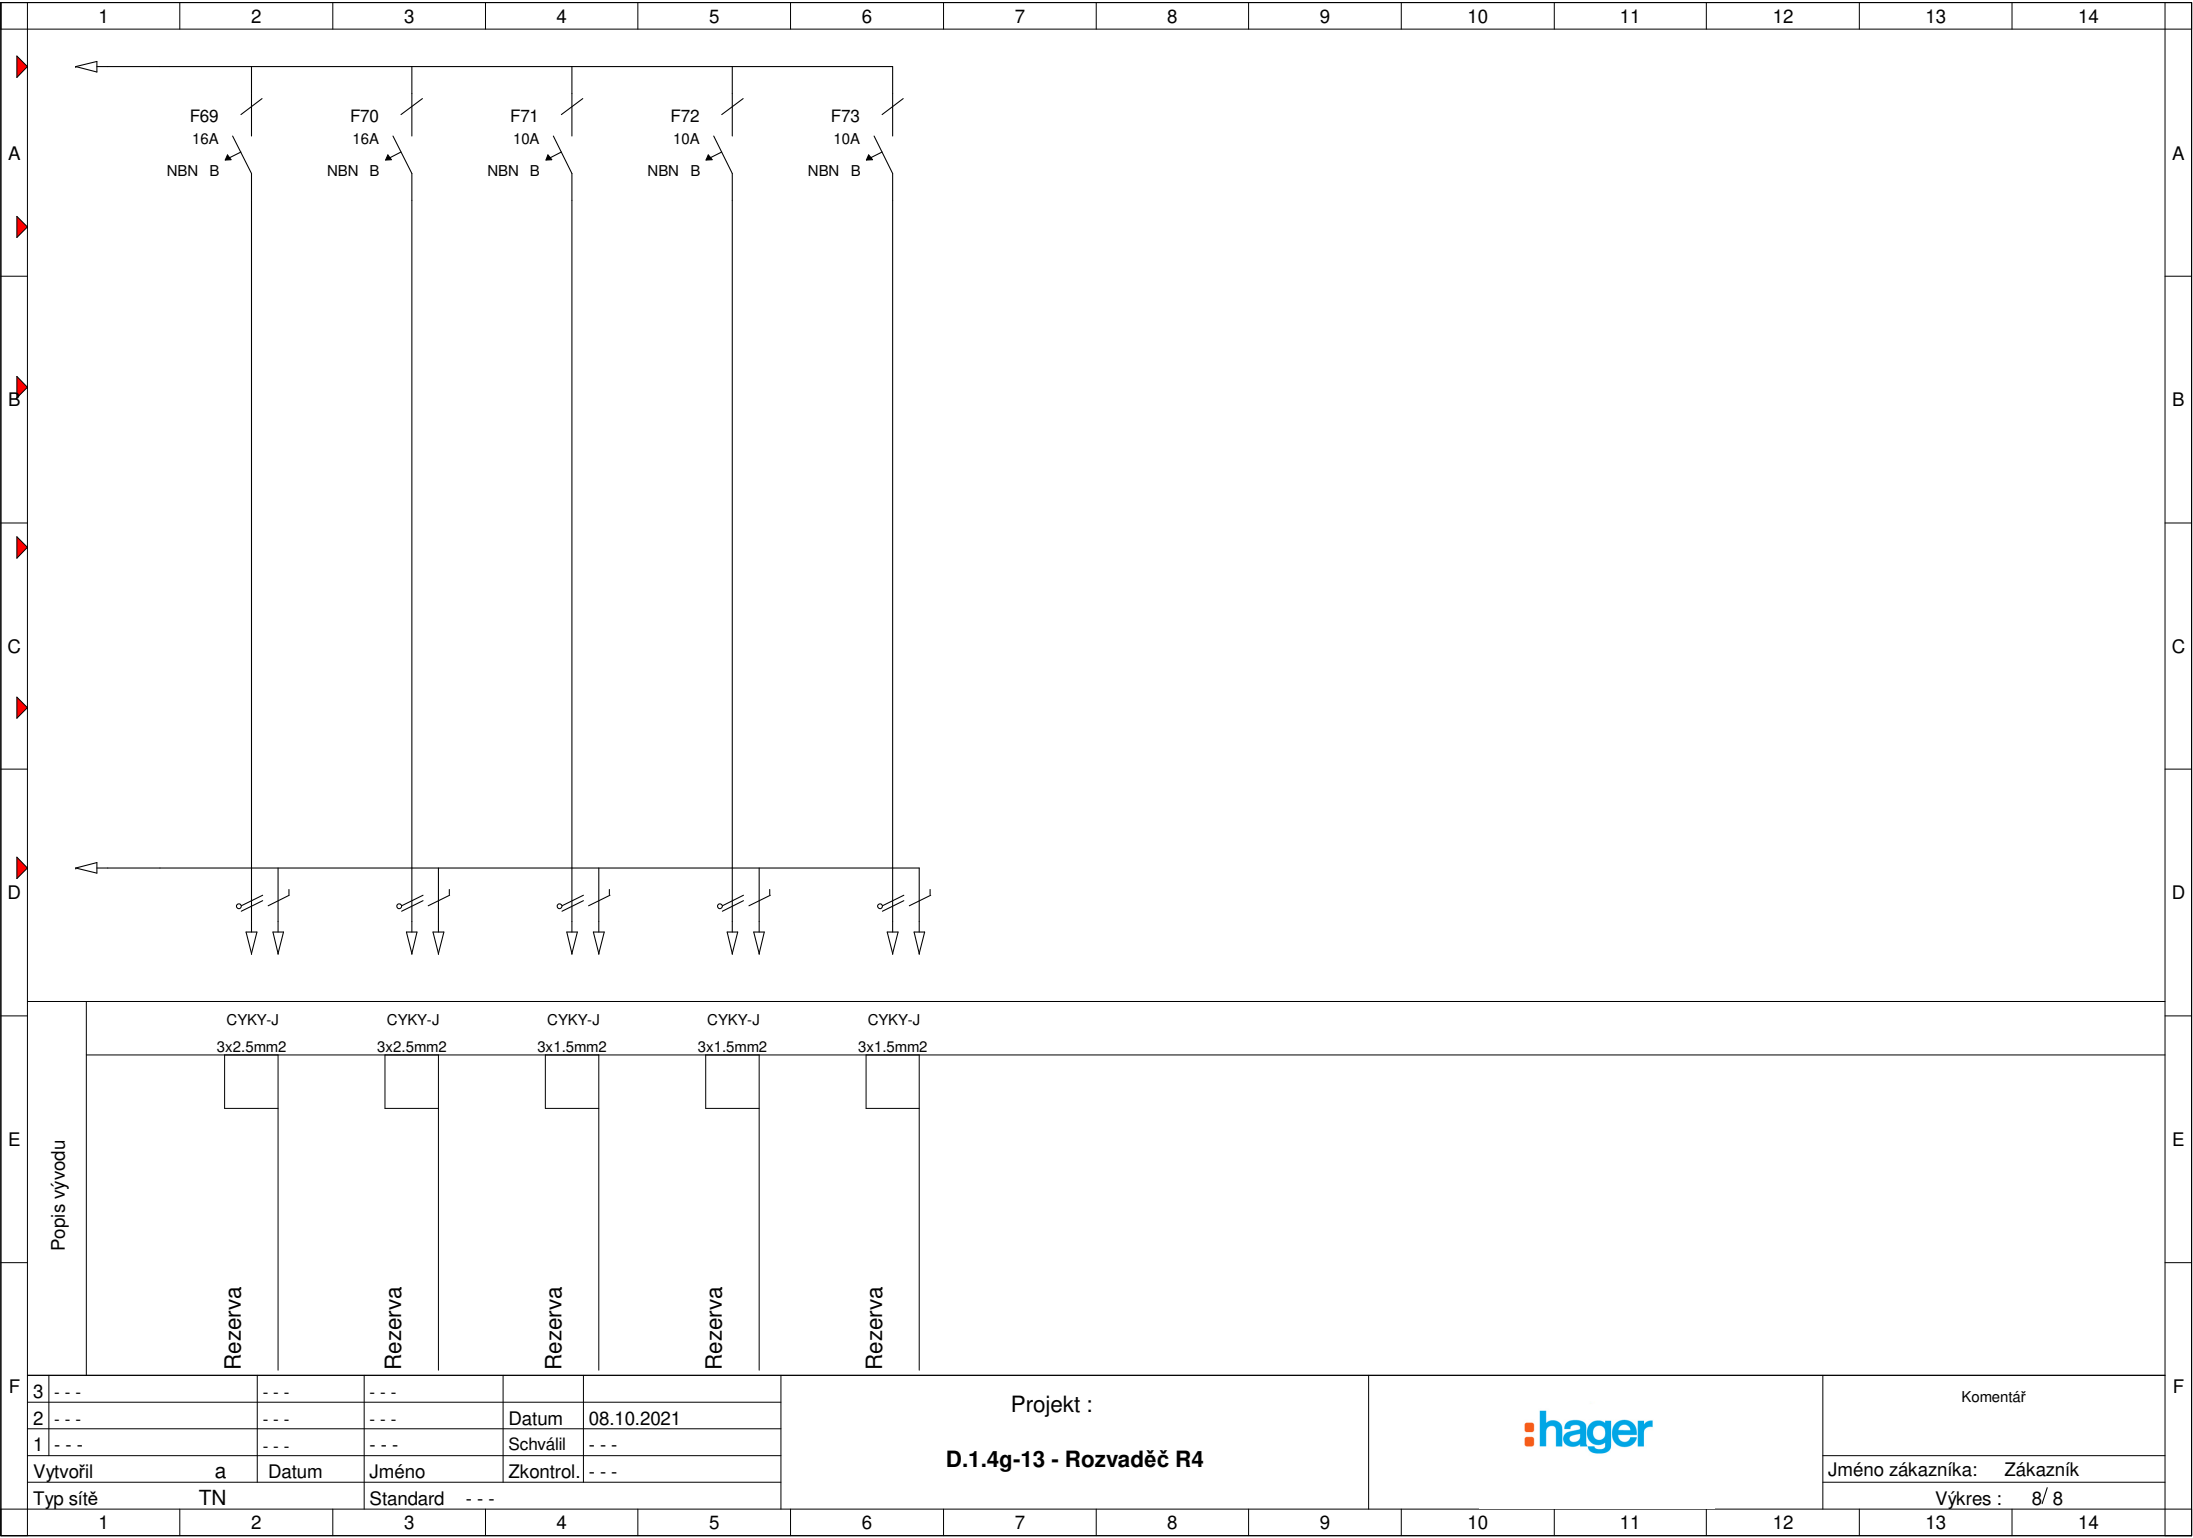 1 2 3 4 5 6 7 8 9 10 11 12 13 14
F69 F70 F71 F72 F73
16A 16A 10A 10A 10A
A A
NBN B NBN B NBN B NBN B NBN B
B B
C C
D D
CYKY-J CYKY-J CYKY-J CYKY-J CYKY-J
3x2.5mm2 3x2.5mm2 3x1.5mm2 3x1.5mm2 3x1.5mm2
E E
Popis vývodu
Rezerva Rezerva Rezerva Rezerva Rezerva
F F
3 - - - - - - - - -
2 - - - - - - - - - Datum 08.10.2021
1 - - - - - - - - - Schválil - - -
Vytvořil a Datum Jméno Zkontrol. - - -
Typ sítě TN Standard - - -
Projekt :
D.1.4g-13 - Rozvaděč R4
:hager
Komentář
Jméno zákazníka: Zákazník
Výkres : 8/ 8
1 2 3 4 5 6 7 8 9 10 11 12 13 14